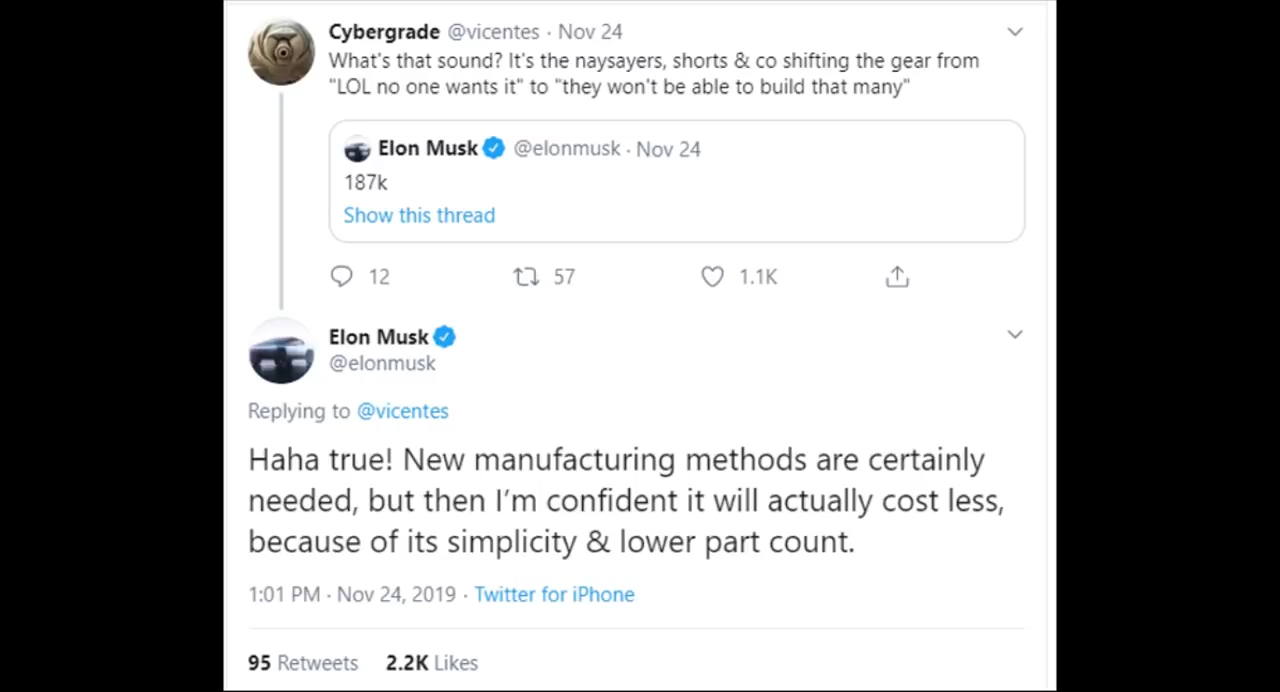 Cybergrade @vicentes · Nov 24
What's that sound? It's the naysayers, shorts & co shifting the gear from
"LOL no one wants it" to "they won't be able to build that many"
Elon Musk @elonmusk · Nov 24
187k
Show this thread
12 57 1.1K
Elon Musk
@elonmusk
Replying to @vicentes
Haha true! New manufacturing methods are certainly
needed, but then I’m confident it will actually cost less,
because of its simplicity & lower part count.
1:01 PM · Nov 24, 2019 · Twitter for iPhone
95 Retweets 2.2K Likes